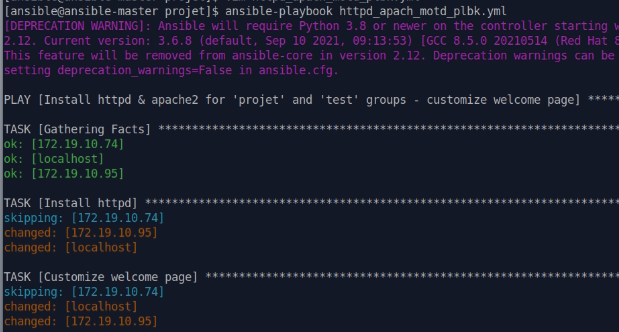 [ansible@ansible-master projet]$ ansible-playbook httpd_apach_motd_plbk.yml
[DEPRECATION WARNING]: Ansible will require Python 3.8 or newer on the controller starting w
2.12. Current version: 3.6.8 (default, Sep 10 2021, 09:13:53) [GCC 8.5.0 20210514 (Red Hat 8
This feature will be removed from ansible-core in version 2.12. Deprecation warnings can be
setting deprecation_warnings=False in ansible.cfg.
PLAY [Install httpd & apache2 for 'projet' and 'test' groups - customize welcome page] *****
TASK [Gathering Facts] *********************************************************************
ok: [172.19.10.74]
ok: [localhost]
ok: [172.19.10.95]
TASK [Install httpd] ***********************************************************************
skipping: [172.19.10.74]
changed: [172.19.10.95]
changed: [localhost]
TASK [Customize welcome page] **************************************************************
skipping: [172.19.10.74]
changed: [localhost]
changed: [172.19.10.95]